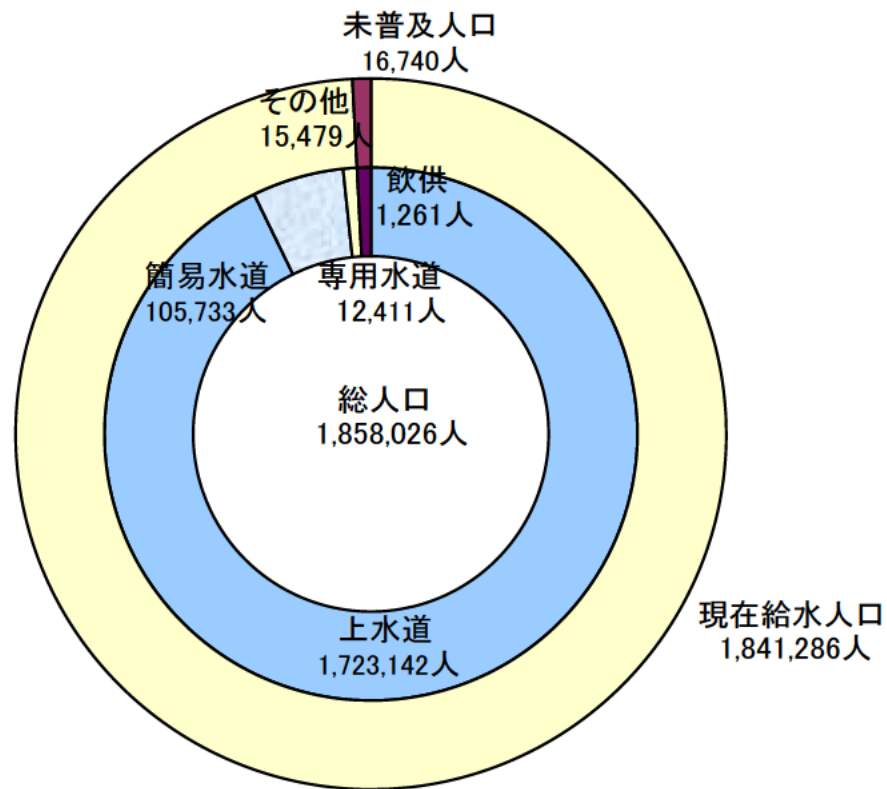 未普及人口
16,740人
その他
15,479人
飲供
1,261人
簡易水道
105,733人
専用水道
12,411人
総人口
1,858,026人
上水道
1,723,142人
現在給水人口
1,841,286人